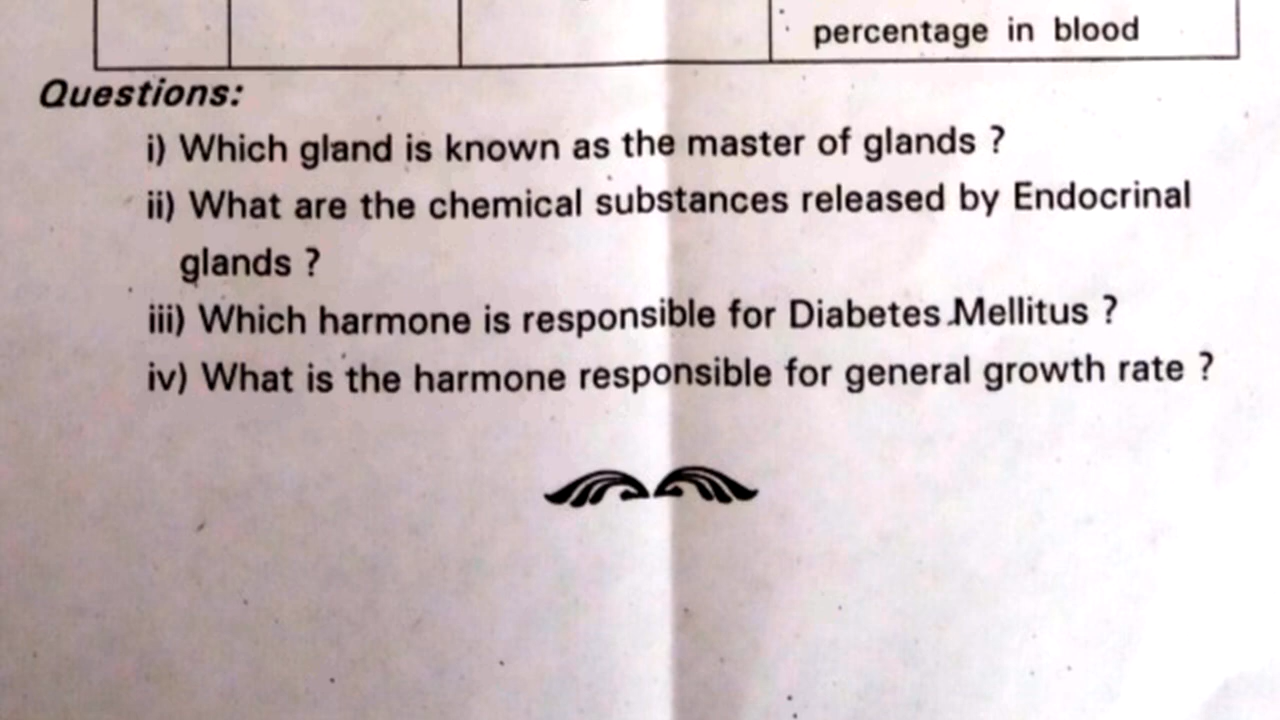 percentage in blood
Questions:
i) Which gland is known as the master of glands ?
ii) What are the chemical substances released by Endocrinal
glands ?
iii) Which harmone is responsible for Diabetes Mellitus ?
iv) What is the harmone responsible for general growth rate ?